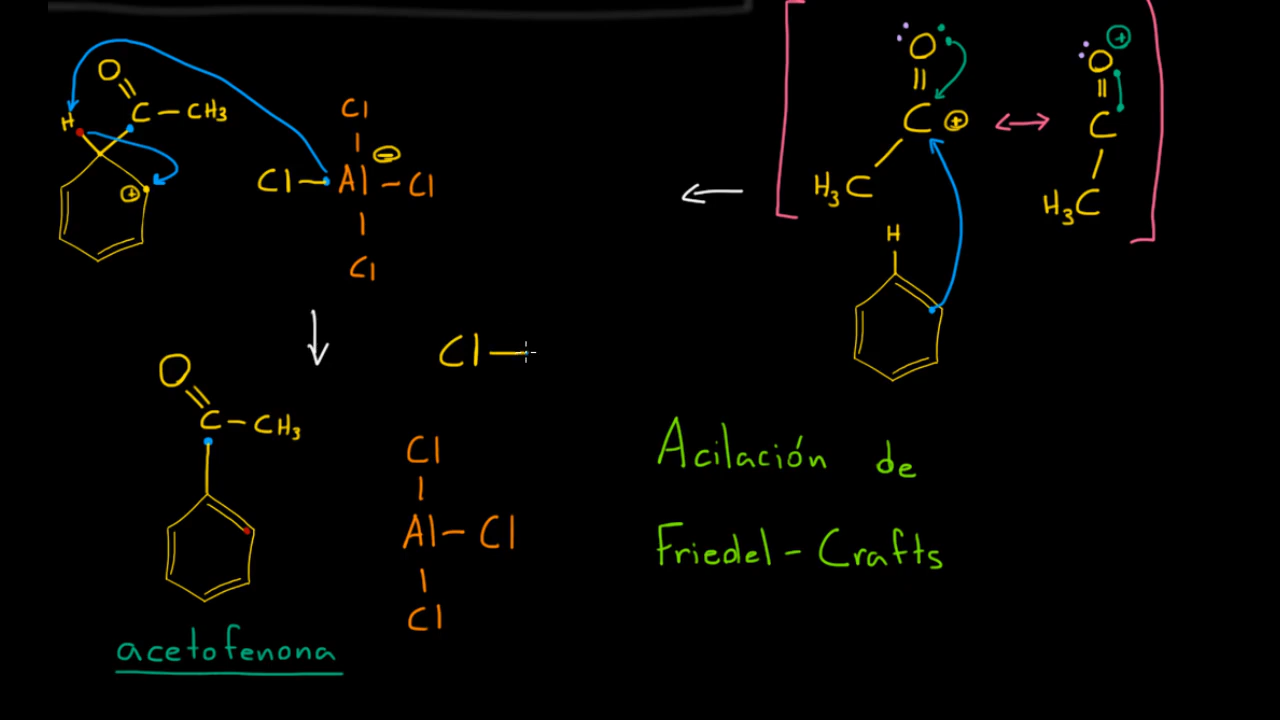 O
C - CH3
H
+
Cl
Cl - Al - Cl
−
Cl
O
C +
H3C
O +
C
H3C
H
O
C - CH3
Cl -
Cl
Al - Cl
Cl
Acilación de
Friedel - Crafts
acetofenona